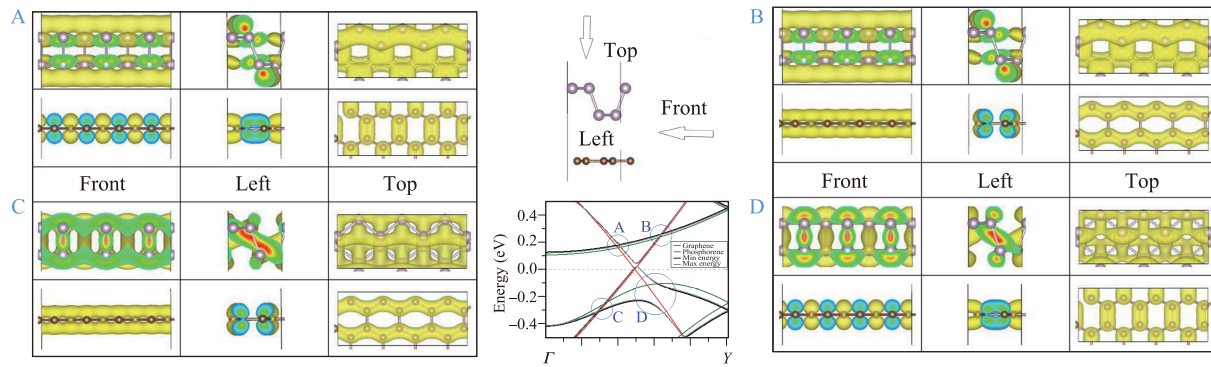 A
B
Top
Front
Left
Front Left Top
Front Left Top
C
D
0.4
0.2
0.0
−0.2
−0.4
Energy (eV)
A B
C D
Graphene
Phosphorene
Min energy
Max energy
Γ Y